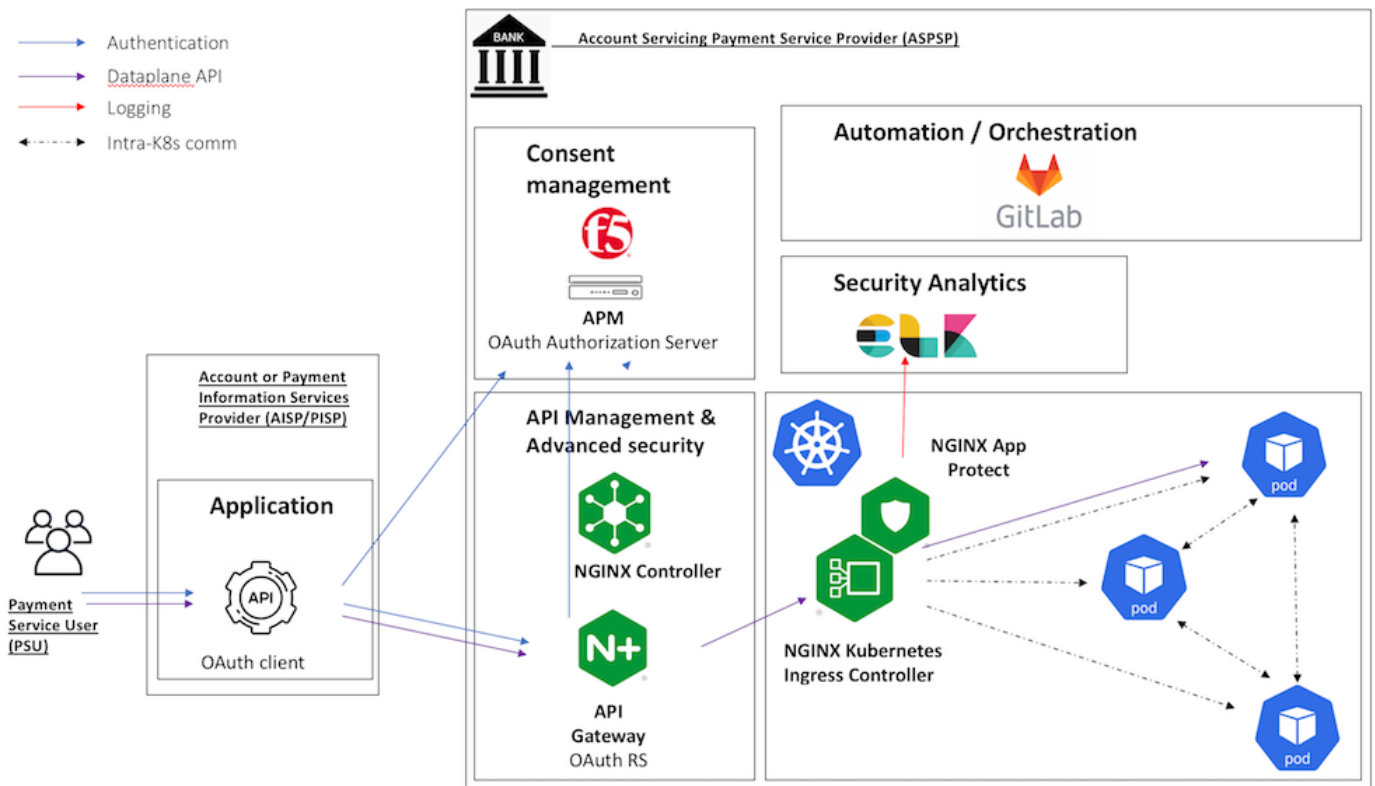 Authentication
Dataplane API
Logging
Intra-K8s comm
BANK
Account Servicing Payment Service Provider (ASPSP)
Consent
management
f5
APM
OAuth Authorization Server
Automation / Orchestration
GitLab
Security Analytics
Account or Payment
Information Services
Provider (AISP/PISP)
Application
API
OAuth client
Payment
Service User
(PSU)
API Management &
Advanced security
NGINX Controller
N+
API
Gateway
OAuth RS
NGINX App
Protect
NGINX Kubernetes
Ingress Controller
pod
pod
pod